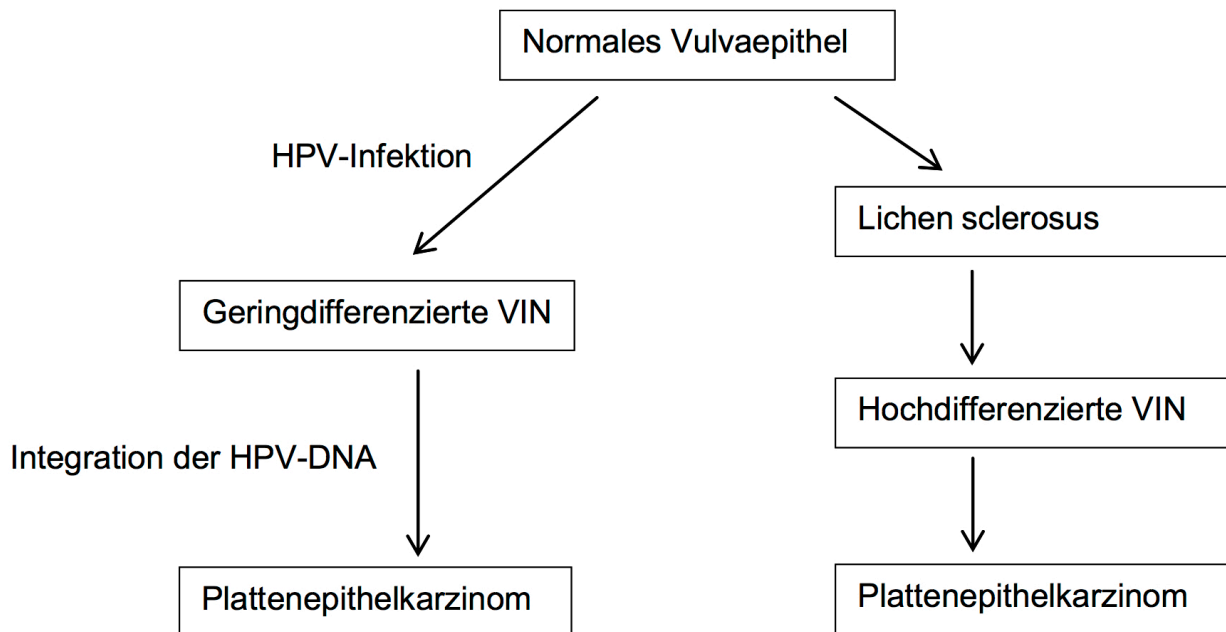 Normales Vulvaepithel
HPV-Infektion
Lichen sclerosus
Geringdifferenzierte VIN
Hochdifferenzierte VIN
Integration der HPV-DNA
Plattenepithelkarzinom
Plattenepithelkarzinom